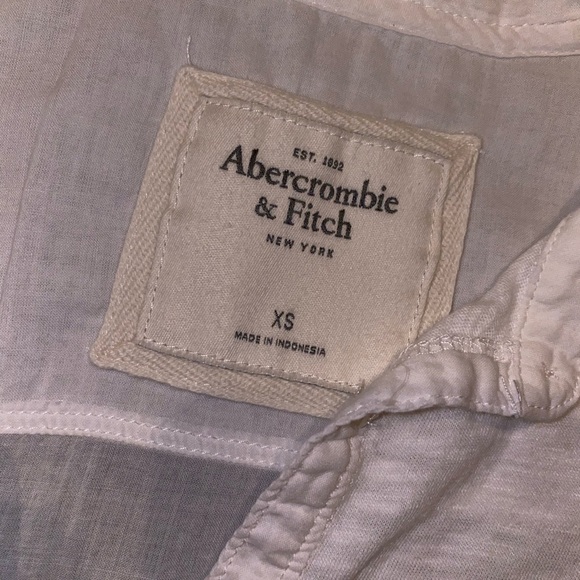 EST. 1892
Abercrombie
& Fitch
NEW YORK
XS
MADE IN INDONESIA